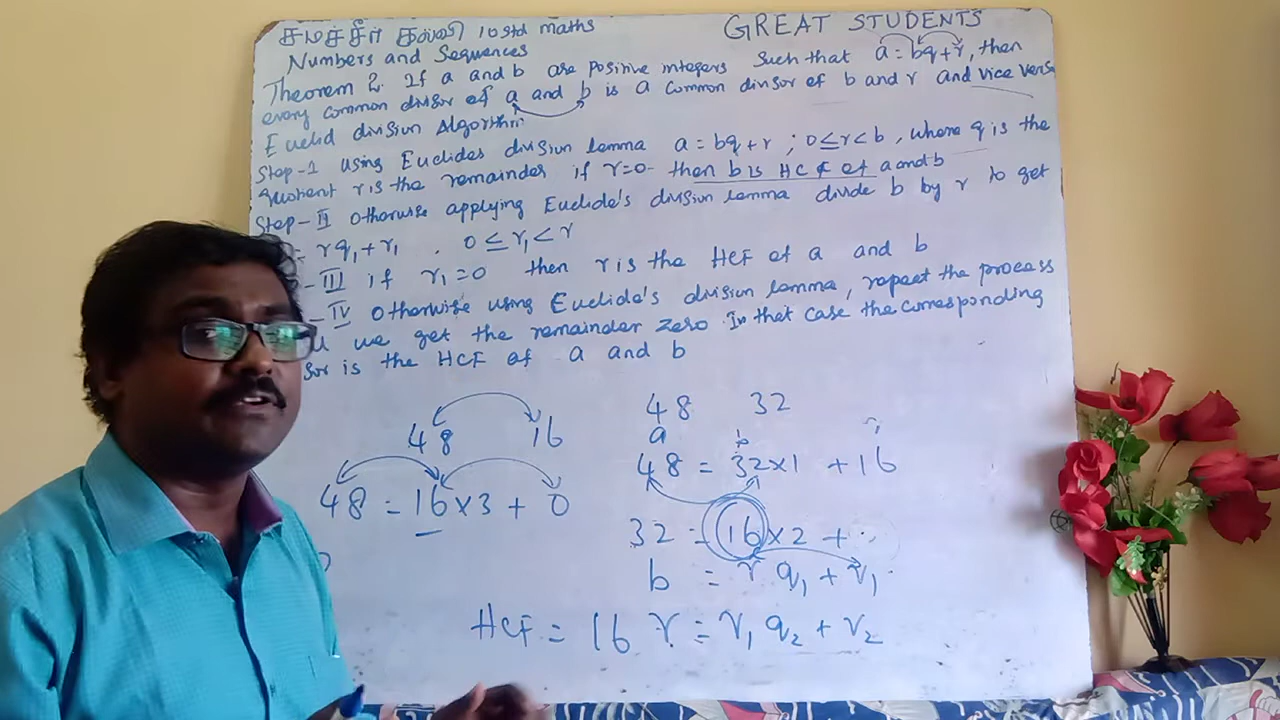 சமச்சீர் கல்வி 10 std maths
GREAT STUDENTS
Numbers and Sequences
Theorem 2. If a and b are positive integers such that a = bq + r, then
every common divisor of a and b is a common divisor of b and r and vice versa
Euclid division Algorithm
Step-1 Using Euclides division lemma a = bq + r ; 0 ≤ r < b , where q is the
quotient r is the remainder if r = 0 then b is HCF of a and b
Step-II Otherwise applying Euclide's division lemma divide b by r to get
= rq₁ + r₁ , 0 ≤ r₁ < r
- III if r₁ = 0 then r is the HCF of a and b
- IV Otherwise using Euclide's division lemma, repeat the process
we get the remainder zero. In that case the corresponding
sor is the HCF of a and b
48 16
48 = 16 × 3 + 0
48 32
a b
48 = 32 × 1 + 16
32 = 16 × 2 +
b = r q₁ + r₁
HCF = 16 r = r₁ q₂ + r₂